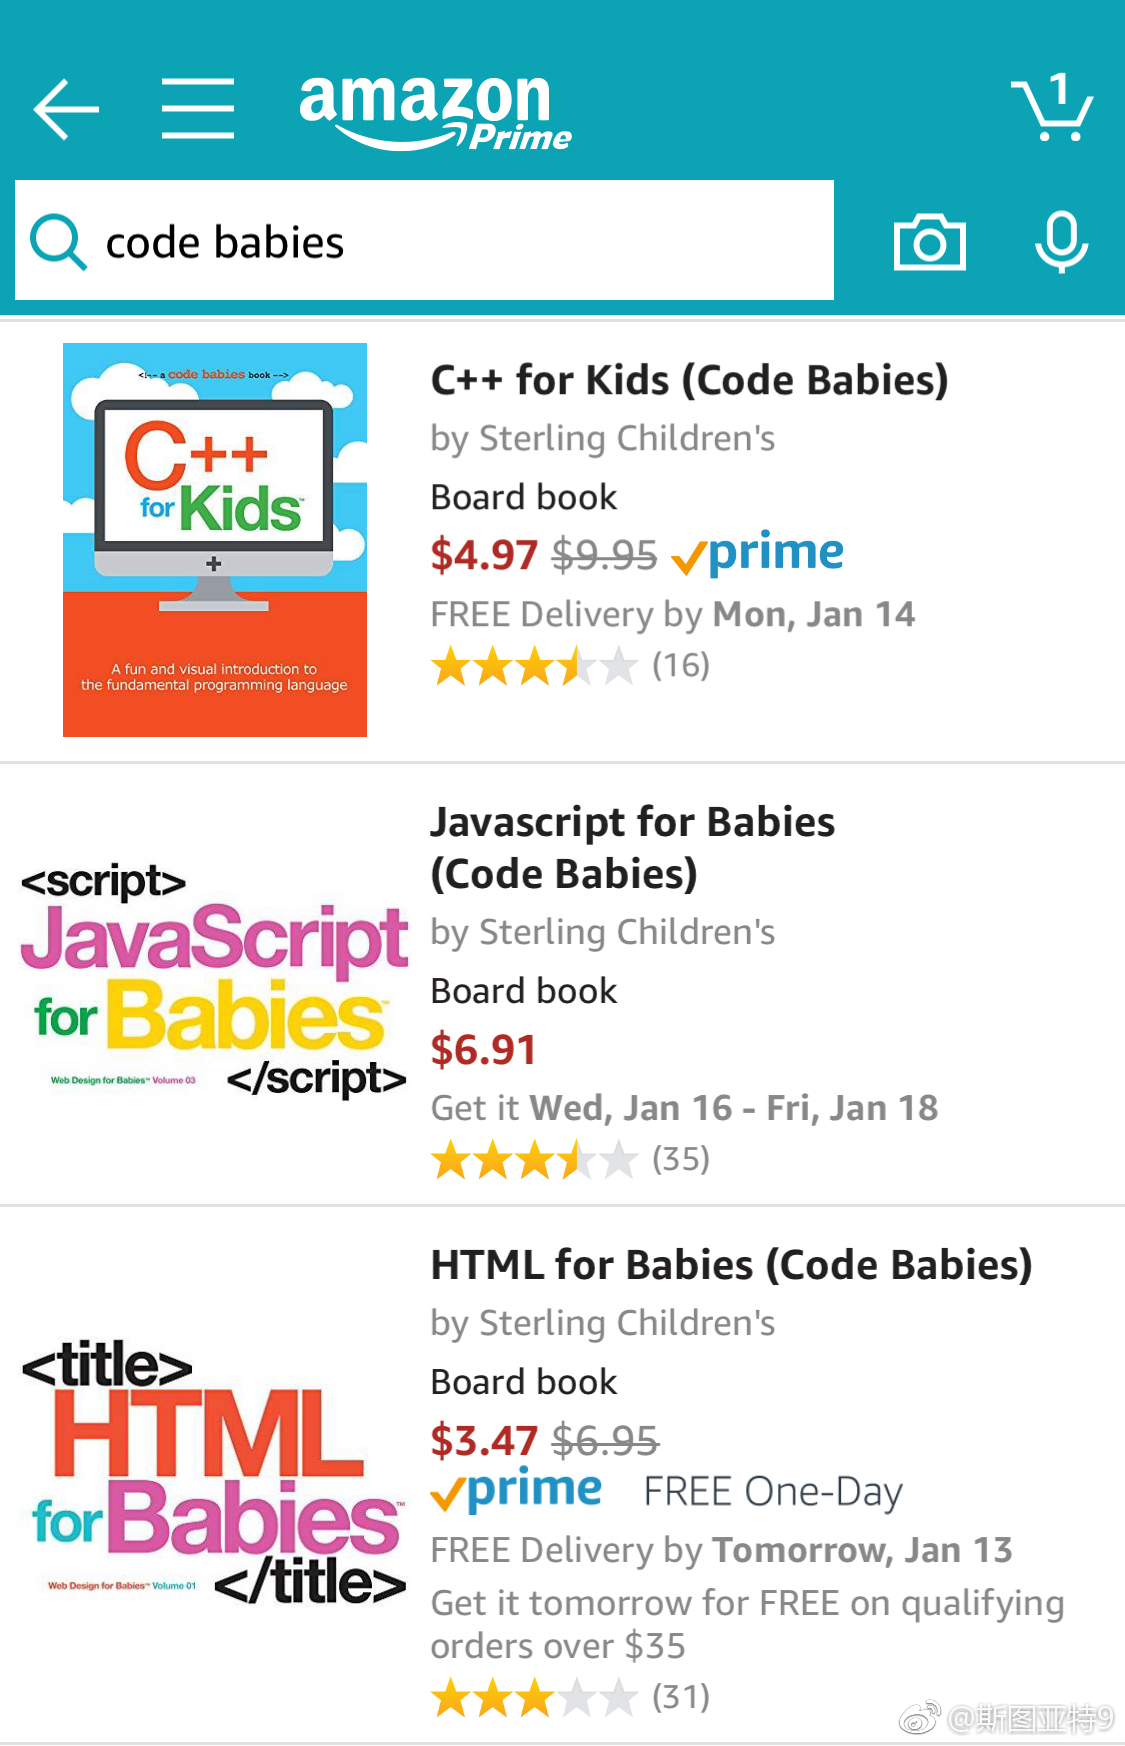 amazon
Prime
1
code babies
<!-- a code babies book -->
C++
for Kids™
+
A fun and visual introduction to
the fundamental programming language
C++ for Kids (Code Babies)
by Sterling Children's
Board book
$4.97 $9.95 prime
FREE Delivery by Mon, Jan 14
(16)
<script>
JavaScript
for Babies™
Web Design for Babies™ Volume 03
</script>
Javascript for Babies
(Code Babies)
by Sterling Children's
Board book
$6.91
Get it Wed, Jan 16 - Fri, Jan 18
(35)
<title>
HTML
for Babies™
Web Design for Babies™ Volume 01
</title>
HTML for Babies (Code Babies)
by Sterling Children's
Board book
$3.47 $6.95
prime FREE One-Day
FREE Delivery by Tomorrow, Jan 13
Get it tomorrow for FREE on qualifying
orders over $35
(31)
@斯图亚特9